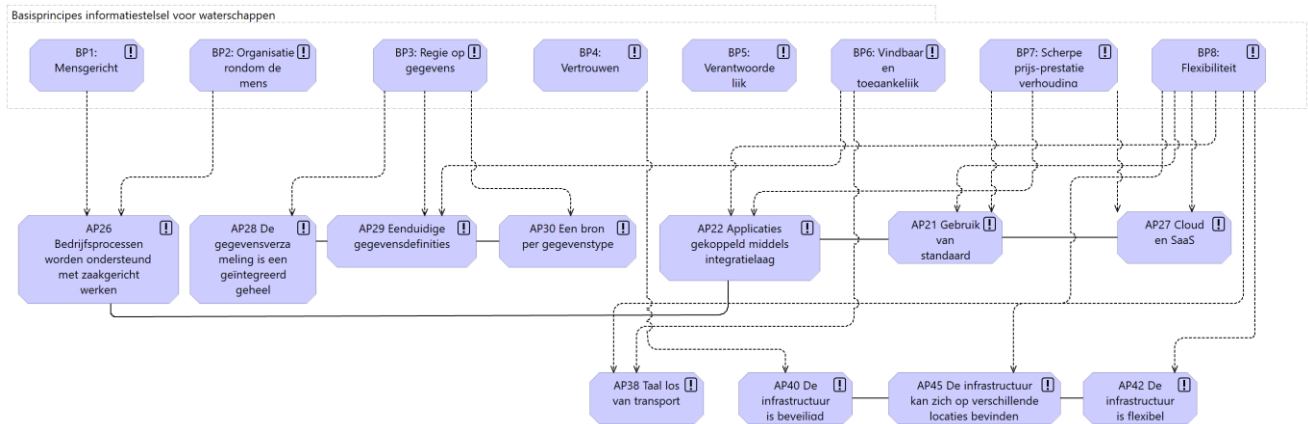 Basisprincipes informatiestelsel voor waterschappen
BP1:
Mensgericht
BP2: Organisatie
rondom de
mens
BP3: Regie op
gegevens
BP4:
Vertrouwen
BP5:
Verantwoorde
lijk
BP6: Vindbaar
en
toegankelijk
BP7: Scherpe
prijs-prestatie
verhouding
BP8:
Flexibiliteit
AP26
Bedrijfsprocessen
worden ondersteund
met zaakgericht
werken
AP28 De
gegevensverza
meling is een
geïntegreerd
geheel
AP29 Eenduidige
gegevensdefinities
AP30 Een bron
per gegevenstype
AP22 Applicaties
gekoppeld middels
integratielaag
AP21 Gebruik
van
standaard
AP27 Cloud
en SaaS
AP38 Taal los
van transport
AP40 De
infrastructuur
is beveiligd
AP45 De infrastructuur
kan zich op verschillende
locaties bevinden
AP42 De
infrastructuur
is flexibel